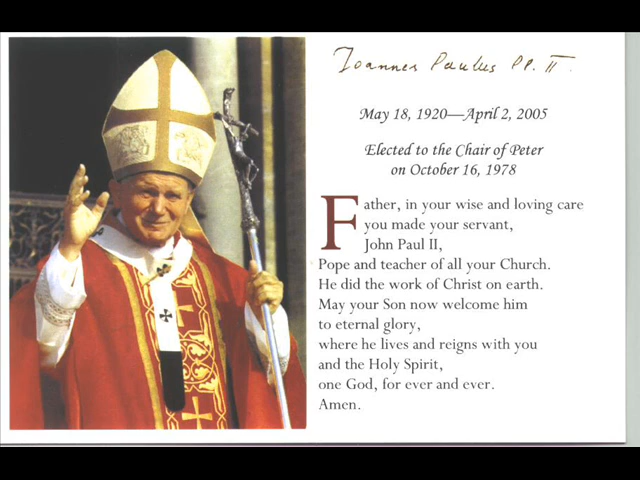 Joannes Paulus PP. II.
May 18, 1920—April 2, 2005
Elected to the Chair of Peter
on October 16, 1978
Father, in your wise and loving care
you made your servant,
John Paul II,
Pope and teacher of all your Church.
He did the work of Christ on earth.
May your Son now welcome him
to eternal glory,
where he lives and reigns with you
and the Holy Spirit,
one God, for ever and ever.
Amen.